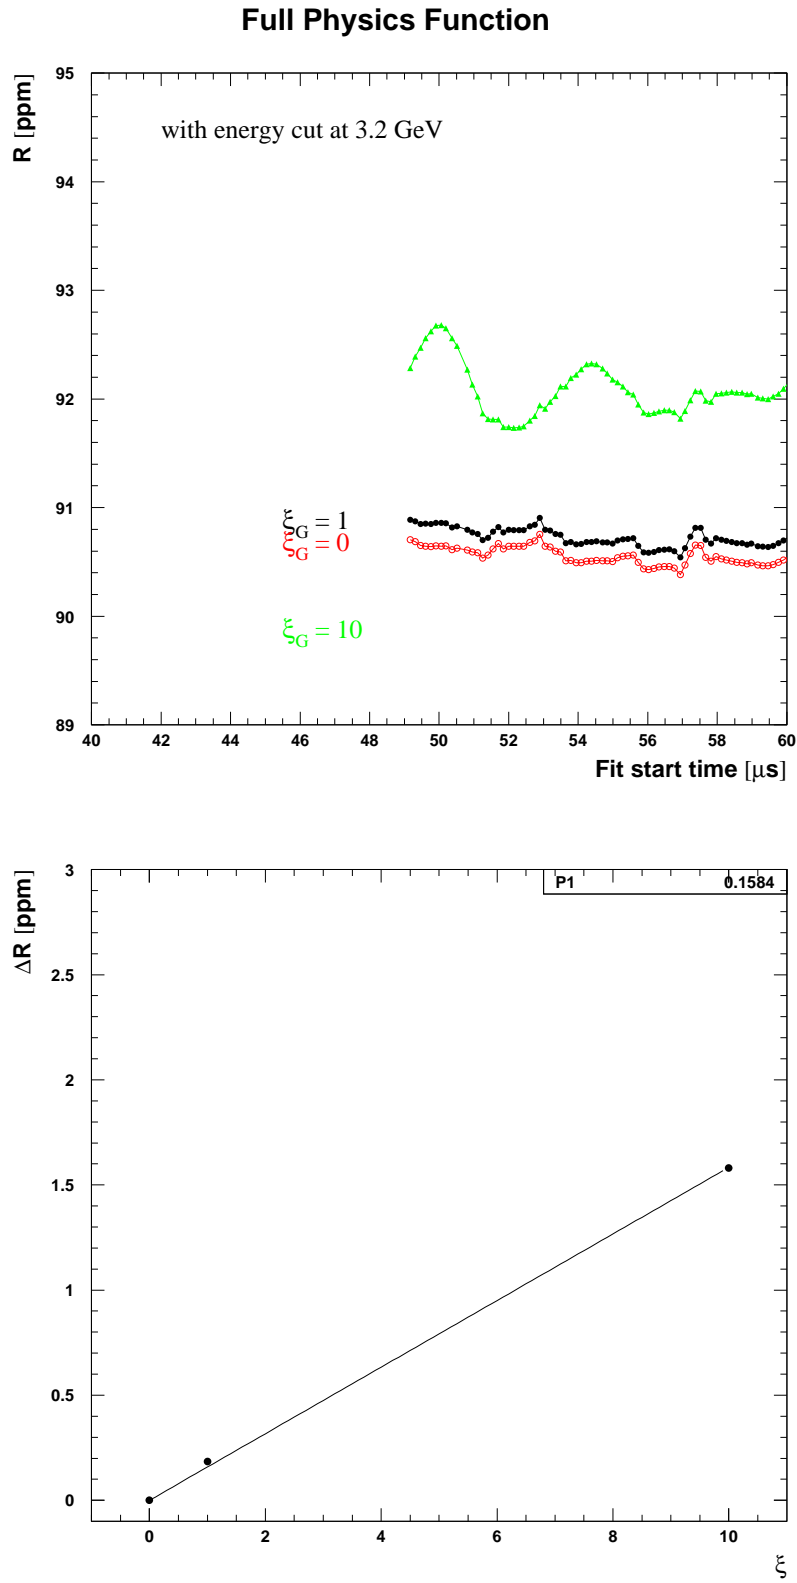 Full Physics Function
R [ppm]
95
94
93
92
91
90
89
with energy cut at 3.2 GeV
ξG = 1
ξG = 0
ξG = 10
40 42 44 46 48 50 52 54 56 58 60
Fit start time [μs]
ΔR [ppm]
3
2.5
2
1.5
1
0.5
0
P1 0.1584
0 2 4 6 8 10
ξ